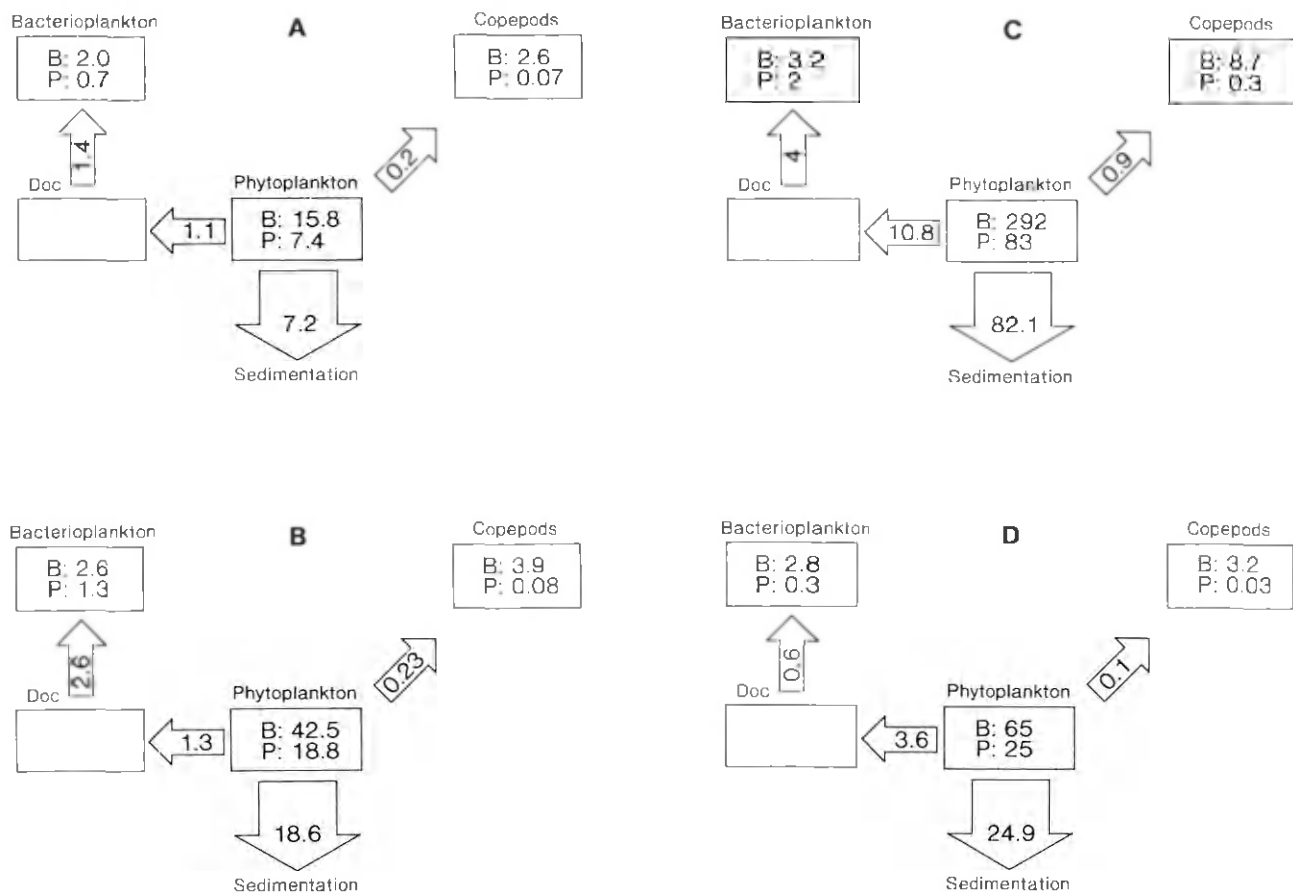 A
Bacterioplankton
B: 2.0
P: 0.7
Copepods
B: 2.6
P: 0.07
1.4
0.2
Doc
Phytoplankton
1.1
B: 15.8
P: 7.4
7.2
Sedimentation
C
Bacterioplankton
B: 3.2
P: 2
Copepods
B: 8.7
P: 0.3
4
0.9
Doc
Phytoplankton
10.8
B: 292
P: 83
82.1
Sedimentation
B
Bacterioplankton
B: 2.6
P: 1.3
Copepods
B: 3.9
P: 0.08
2.6
0.23
Doc
Phytoplankton
1.3
B: 42.5
P: 18.8
18.6
Sedimentation
D
Bacterioplankton
B: 2.8
P: 0.3
Copepods
B: 3.2
P: 0.03
0.6
0.1
Doc
Phytoplankton
3.6
B: 65
P: 25
24.9
Sedimentation